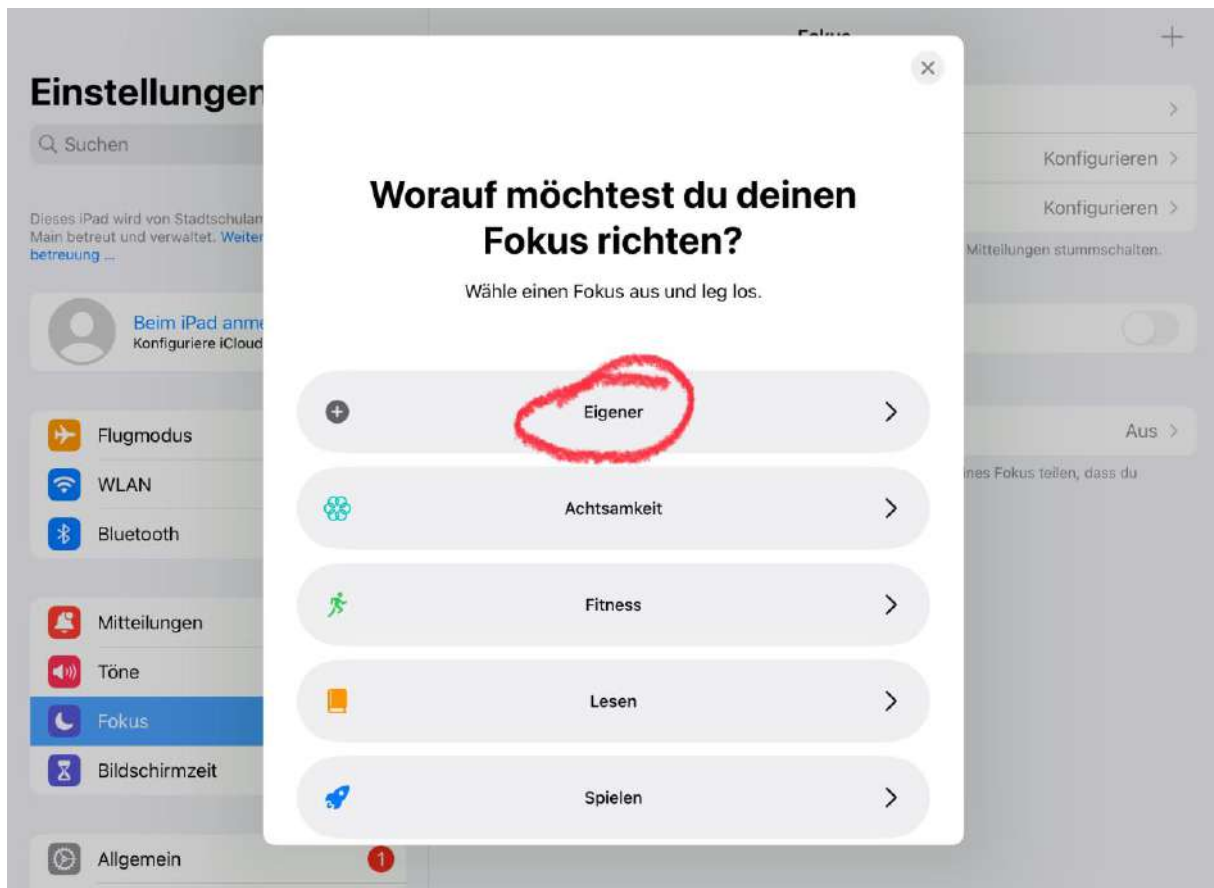 Fokus
Einstellungen
Suchen
Dieses iPad wird von Stadtschulam
Main betreut und verwaltet. Weiter
betreuung ...
Beim iPad anme
Konfiguriere iCloud
Flugmodus
WLAN
Bluetooth
Mitteilungen
Töne
Fokus
Bildschirmzeit
Allgemein
1
Worauf möchtest du deinen
Fokus richten?
Wähle einen Fokus aus und leg los.
Eigener
Achtsamkeit
Fitness
Lesen
Spielen
Konfigurieren
Konfigurieren
Mitteilungen stummschalten.
Aus
ines Fokus teilen, dass du